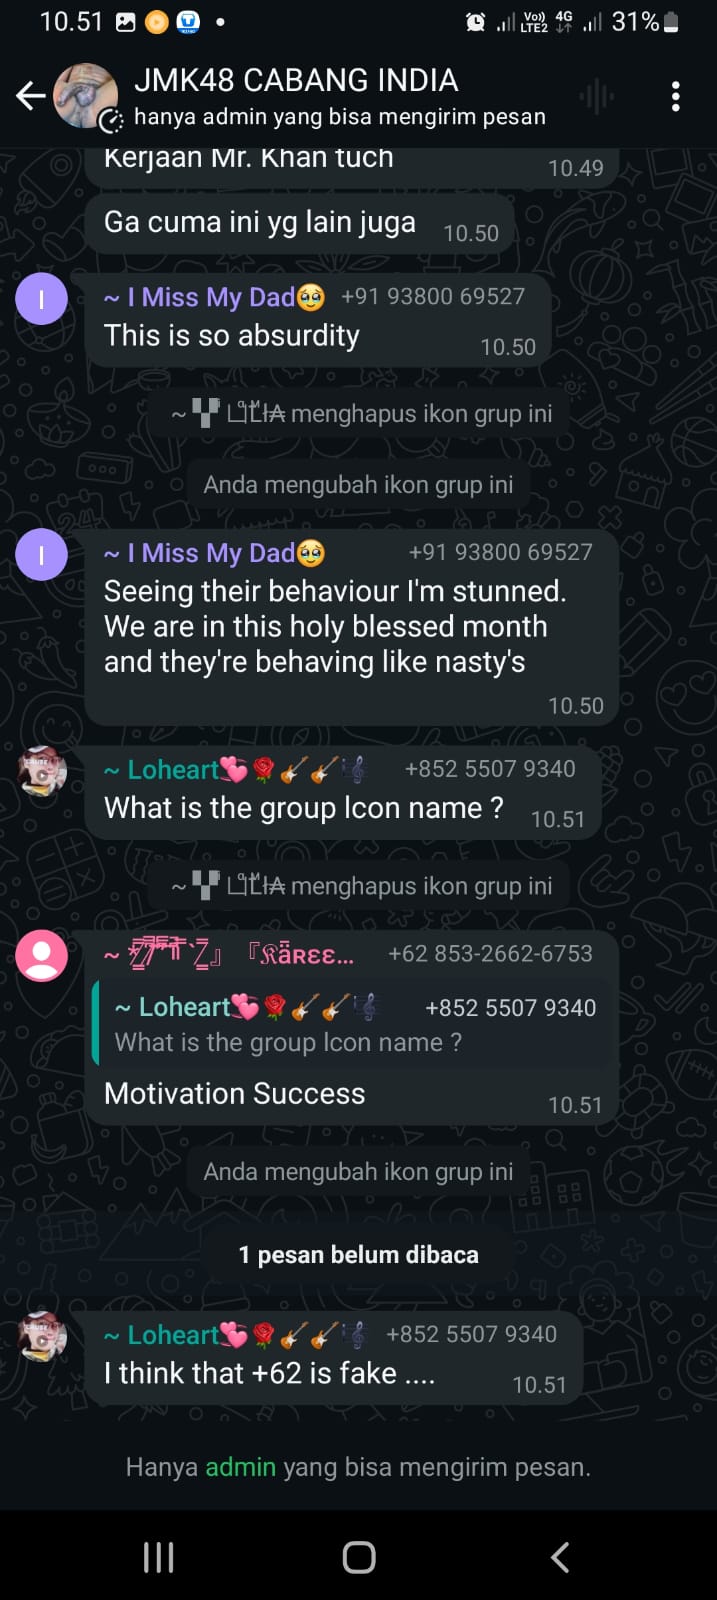 10.51 Vo)) LTE2 4G 31%
JMK48 CABANG INDIA
hanya admin yang bisa mengirim pesan
Kerjaan Mr. Khan tuch 10.49
Ga cuma ini yg lain juga 10.50
I ~ I Miss My Dad🥹 +91 93800 69527
This is so absurdity 10.50
~ menghapus ikon grup ini
Anda mengubah ikon grup ini
I ~ I Miss My Dad🥹 +91 93800 69527
Seeing their behaviour I'm stunned.
We are in this holy blessed month
and they're behaving like nasty's
10.50
~ Loheart💞🌹🎸🎸🎼 +852 5507 9340
What is the group Icon name ? 10.51
~ menghapus ikon grup ini
~ +62 853-2662-6753
~ Loheart💞🌹🎸🎸🎼 +852 5507 9340
What is the group Icon name ?
Motivation Success 10.51
Anda mengubah ikon grup ini
1 pesan belum dibaca
~ Loheart💞🌹🎸🎸🎼 +852 5507 9340
I think that +62 is fake .... 10.51
Hanya admin yang bisa mengirim pesan.